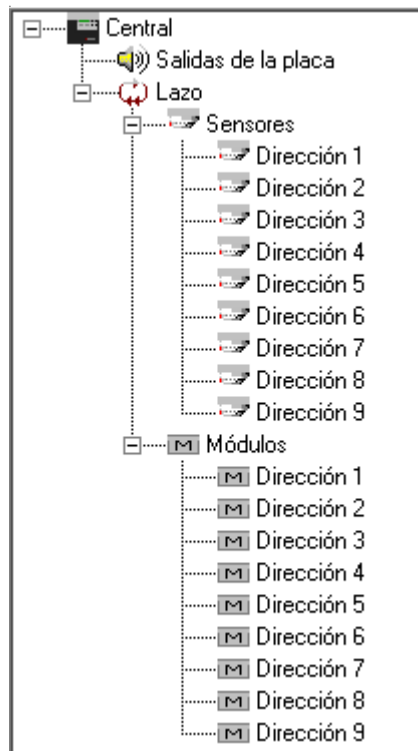 Central
Salidas de la placa
Lazo
Sensores
Dirección 1
Dirección 2
Dirección 3
Dirección 4
Dirección 5
Dirección 6
Dirección 7
Dirección 8
Dirección 9
M Módulos
M Dirección 1
M Dirección 2
M Dirección 3
M Dirección 4
M Dirección 5
M Dirección 6
M Dirección 7
M Dirección 8
M Dirección 9